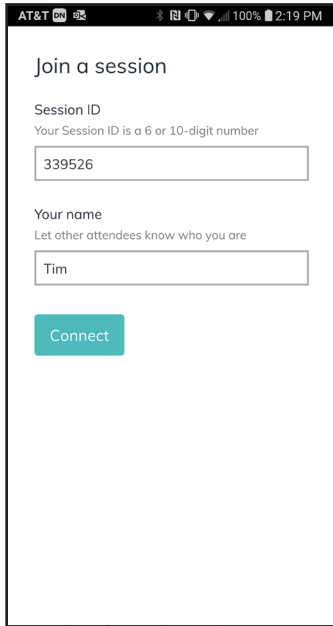 AT&T DN 100% 2:19 PM
Join a session
Session ID
Your Session ID is a 6 or 10-digit number
339526
Your name
Let other attendees know who you are
Tim
Connect